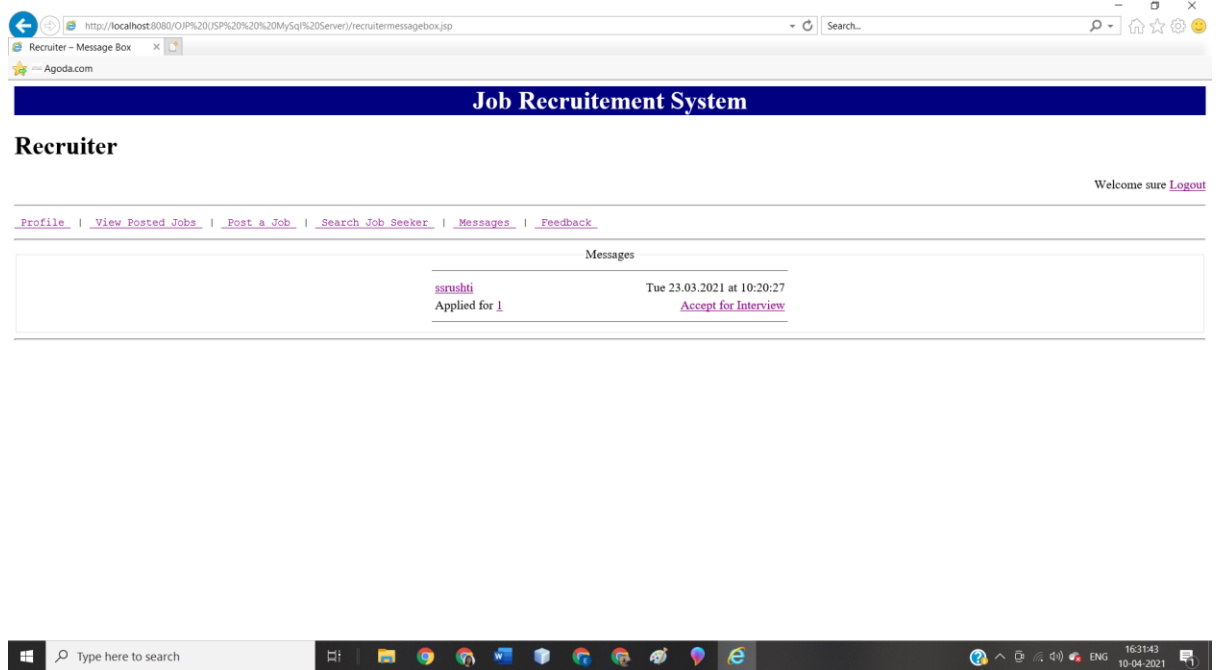 http://localhost:8080/OJP%20(JSP%20%20%20MySql%20Server)/recruitermessagebox.jsp
Search...
Recruiter – Message Box
Agoda.com
Job Recruitement System
Recruiter
Welcome sure Logout
Profile | View Posted Jobs | Post a Job | Search Job Seeker | Messages | Feedback
Messages
ssrushti Tue 23.03.2021 at 10:20:27
Applied for 1 Accept for Interview
Type here to search
ENG
16:31:43
10-04-2021